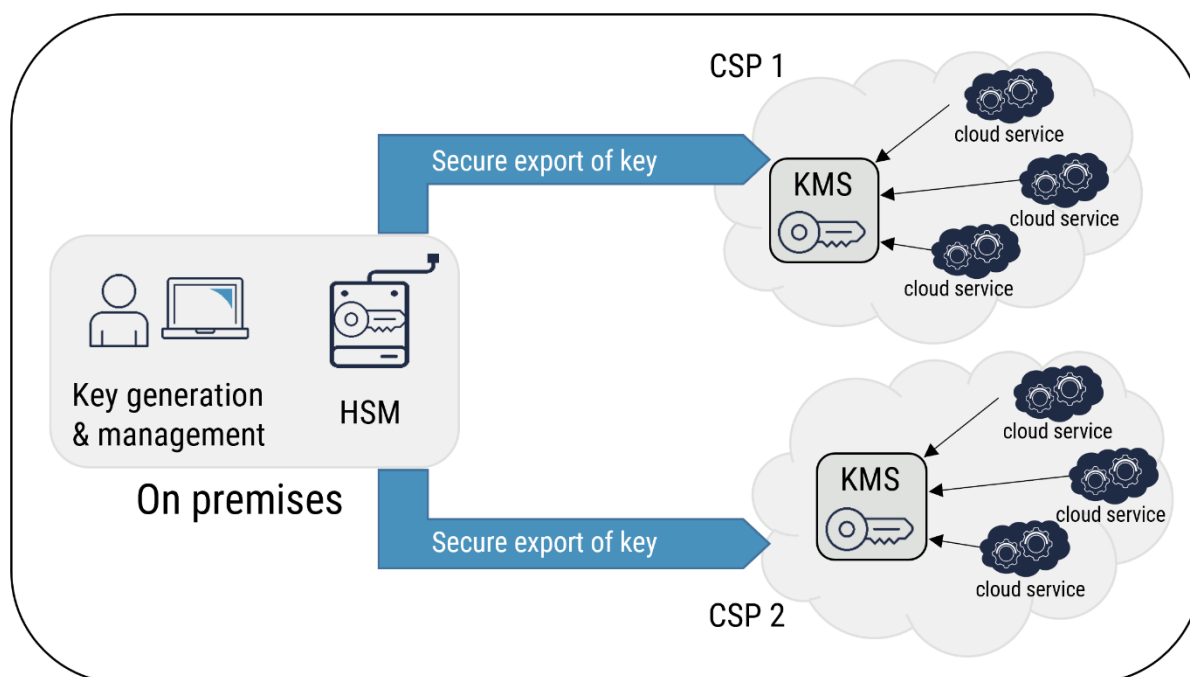 CSP 1
cloud service
Secure export of key
KMS
cloud service
cloud service
Key generation
& management
HSM
On premises
cloud service
KMS
cloud service
Secure export of key
cloud service
CSP 2